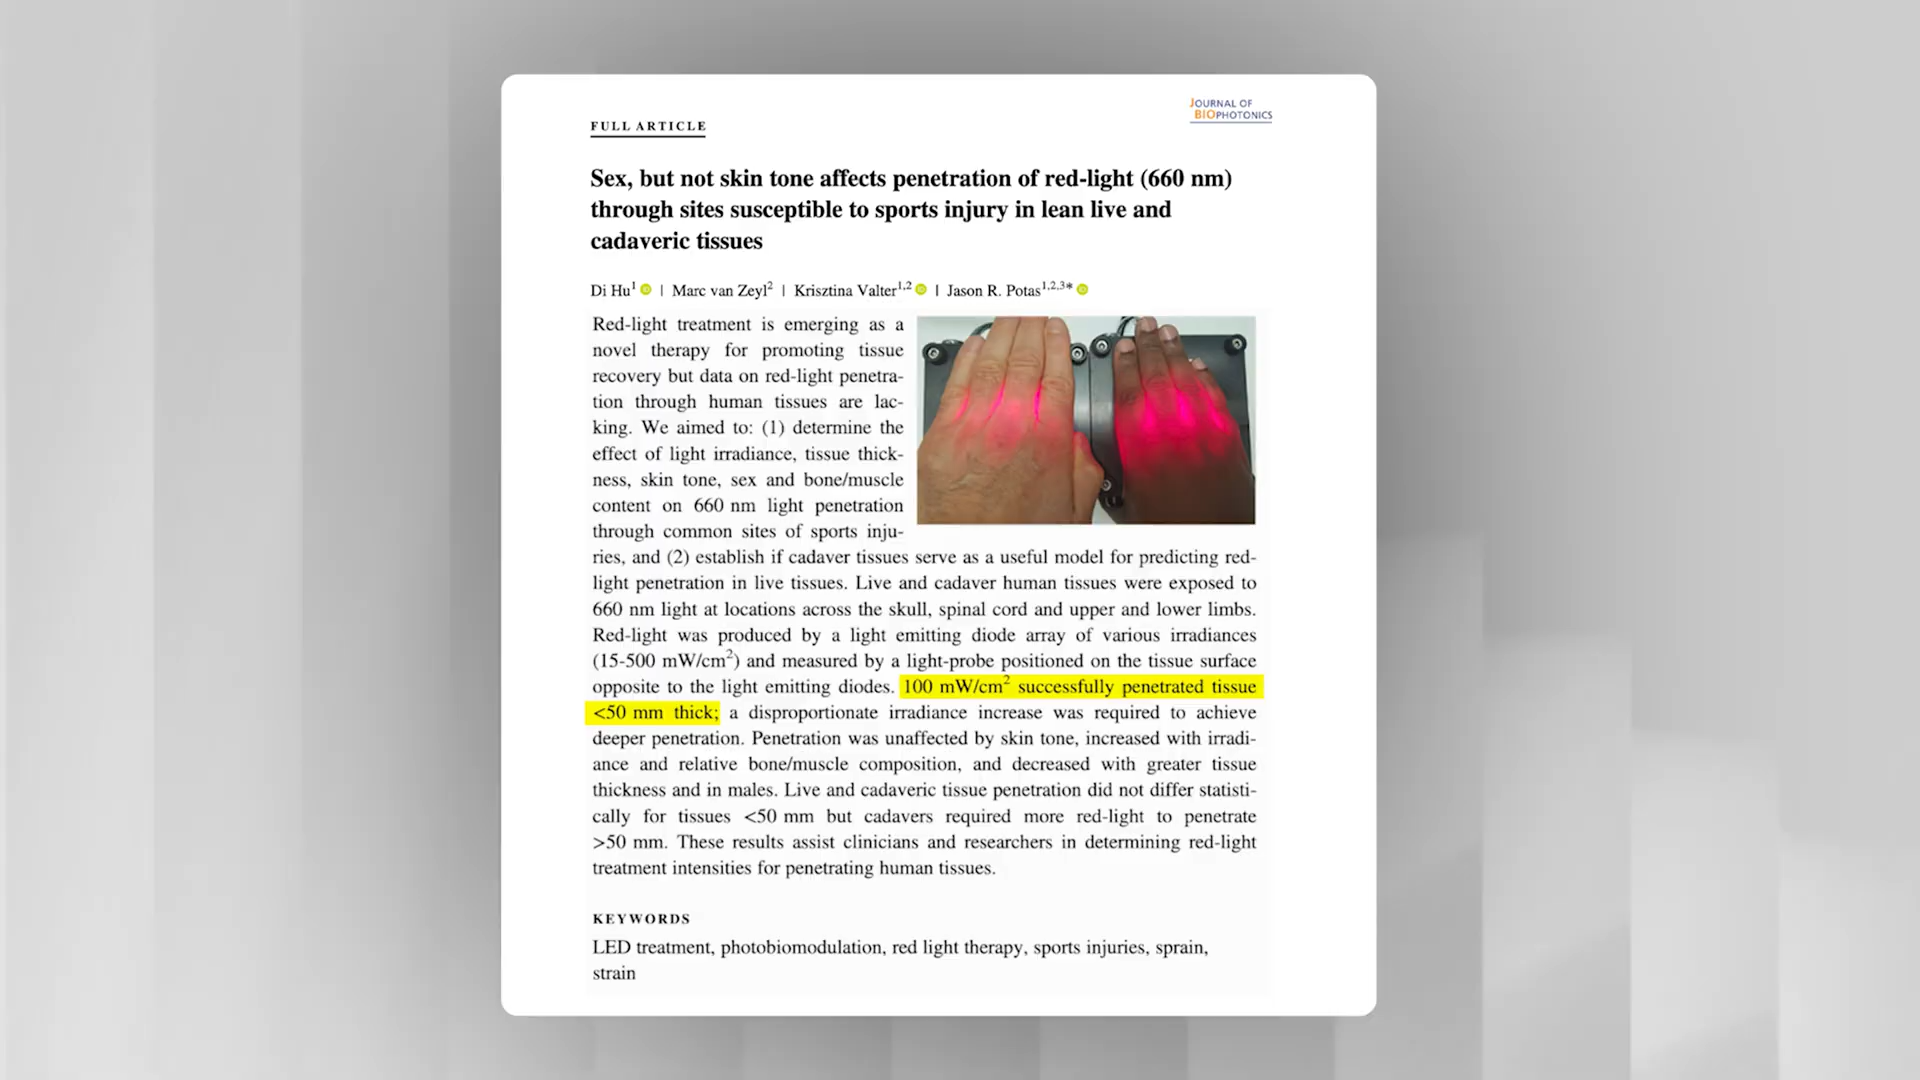 FULL ARTICLE
JOURNAL OF
BIOPHOTONICS
Sex, but not skin tone affects penetration of red-light (660 nm)
through sites susceptible to sports injury in lean live and
cadaveric tissues
Di Hu¹ | Marc van Zeyl² | Krisztina Valter¹,² | Jason R. Potas¹,²,³*
Red-light treatment is emerging as a
novel therapy for promoting tissue
recovery but data on red-light penetra-
tion through human tissues are lac-
king. We aimed to: (1) determine the
effect of light irradiance, tissue thick-
ness, skin tone, sex and bone/muscle
content on 660 nm light penetration
through common sites of sports inju-
ries, and (2) establish if cadaver tissues serve as a useful model for predicting red-
light penetration in live tissues. Live and cadaver human tissues were exposed to
660 nm light at locations across the skull, spinal cord and upper and lower limbs.
Red-light was produced by a light emitting diode array of various irradiances
(15-500 mW/cm²) and measured by a light-probe positioned on the tissue surface
opposite to the light emitting diodes. 100 mW/cm² successfully penetrated tissue
<50 mm thick; a disproportionate irradiance increase was required to achieve
deeper penetration. Penetration was unaffected by skin tone, increased with irradi-
ance and relative bone/muscle composition, and decreased with greater tissue
thickness and in males. Live and cadaveric tissue penetration did not differ statisti-
cally for tissues <50 mm but cadavers required more red-light to penetrate
>50 mm. These results assist clinicians and researchers in determining red-light
treatment intensities for penetrating human tissues.
KEYWORDS
LED treatment, photobiomodulation, red light therapy, sports injuries, sprain,
strain